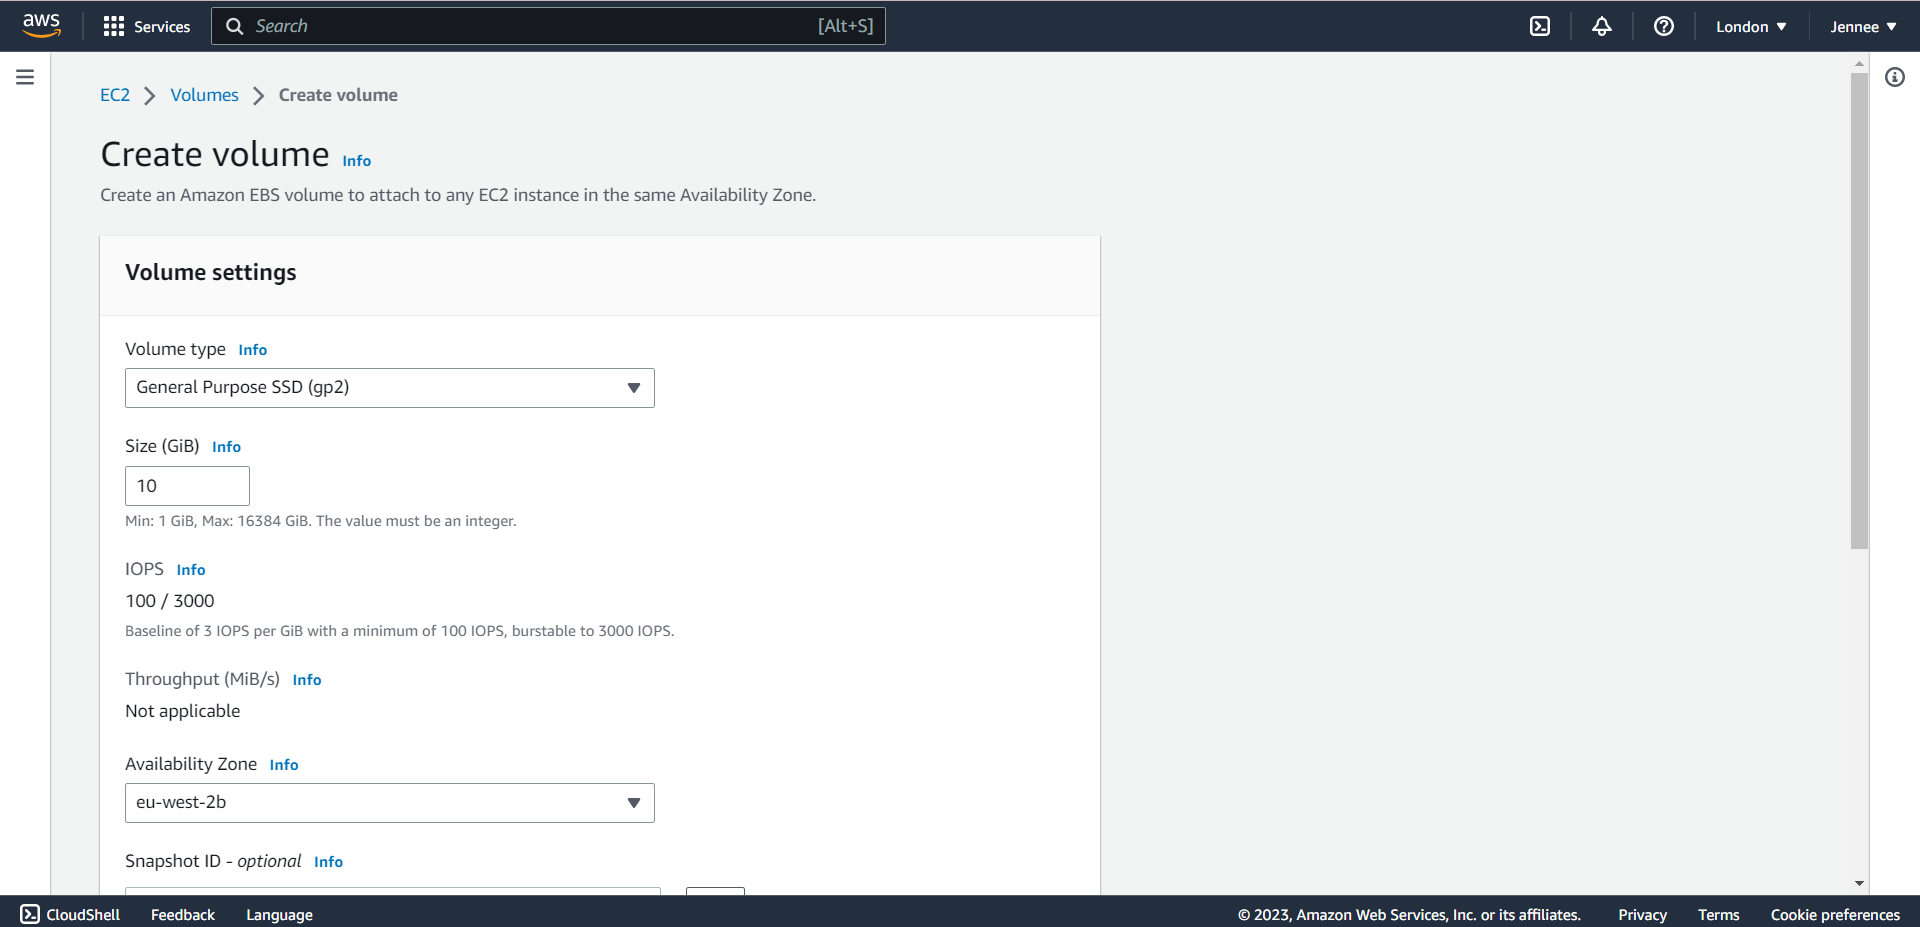 aws
Services
Search [Alt+S]
London
Jennee
EC2 > Volumes > Create volume
Create volume Info
Create an Amazon EBS volume to attach to any EC2 instance in the same Availability Zone.
Volume settings
Volume type Info
General Purpose SSD (gp2)
Size (GiB) Info
10
Min: 1 GiB, Max: 16384 GiB. The value must be an integer.
IOPS Info
100 / 3000
Baseline of 3 IOPS per GiB with a minimum of 100 IOPS, burstable to 3000 IOPS.
Throughput (MiB/s) Info
Not applicable
Availability Zone Info
eu-west-2b
Snapshot ID - optional Info
CloudShell Feedback Language © 2023, Amazon Web Services, Inc. or its affiliates. Privacy Terms Cookie preferences